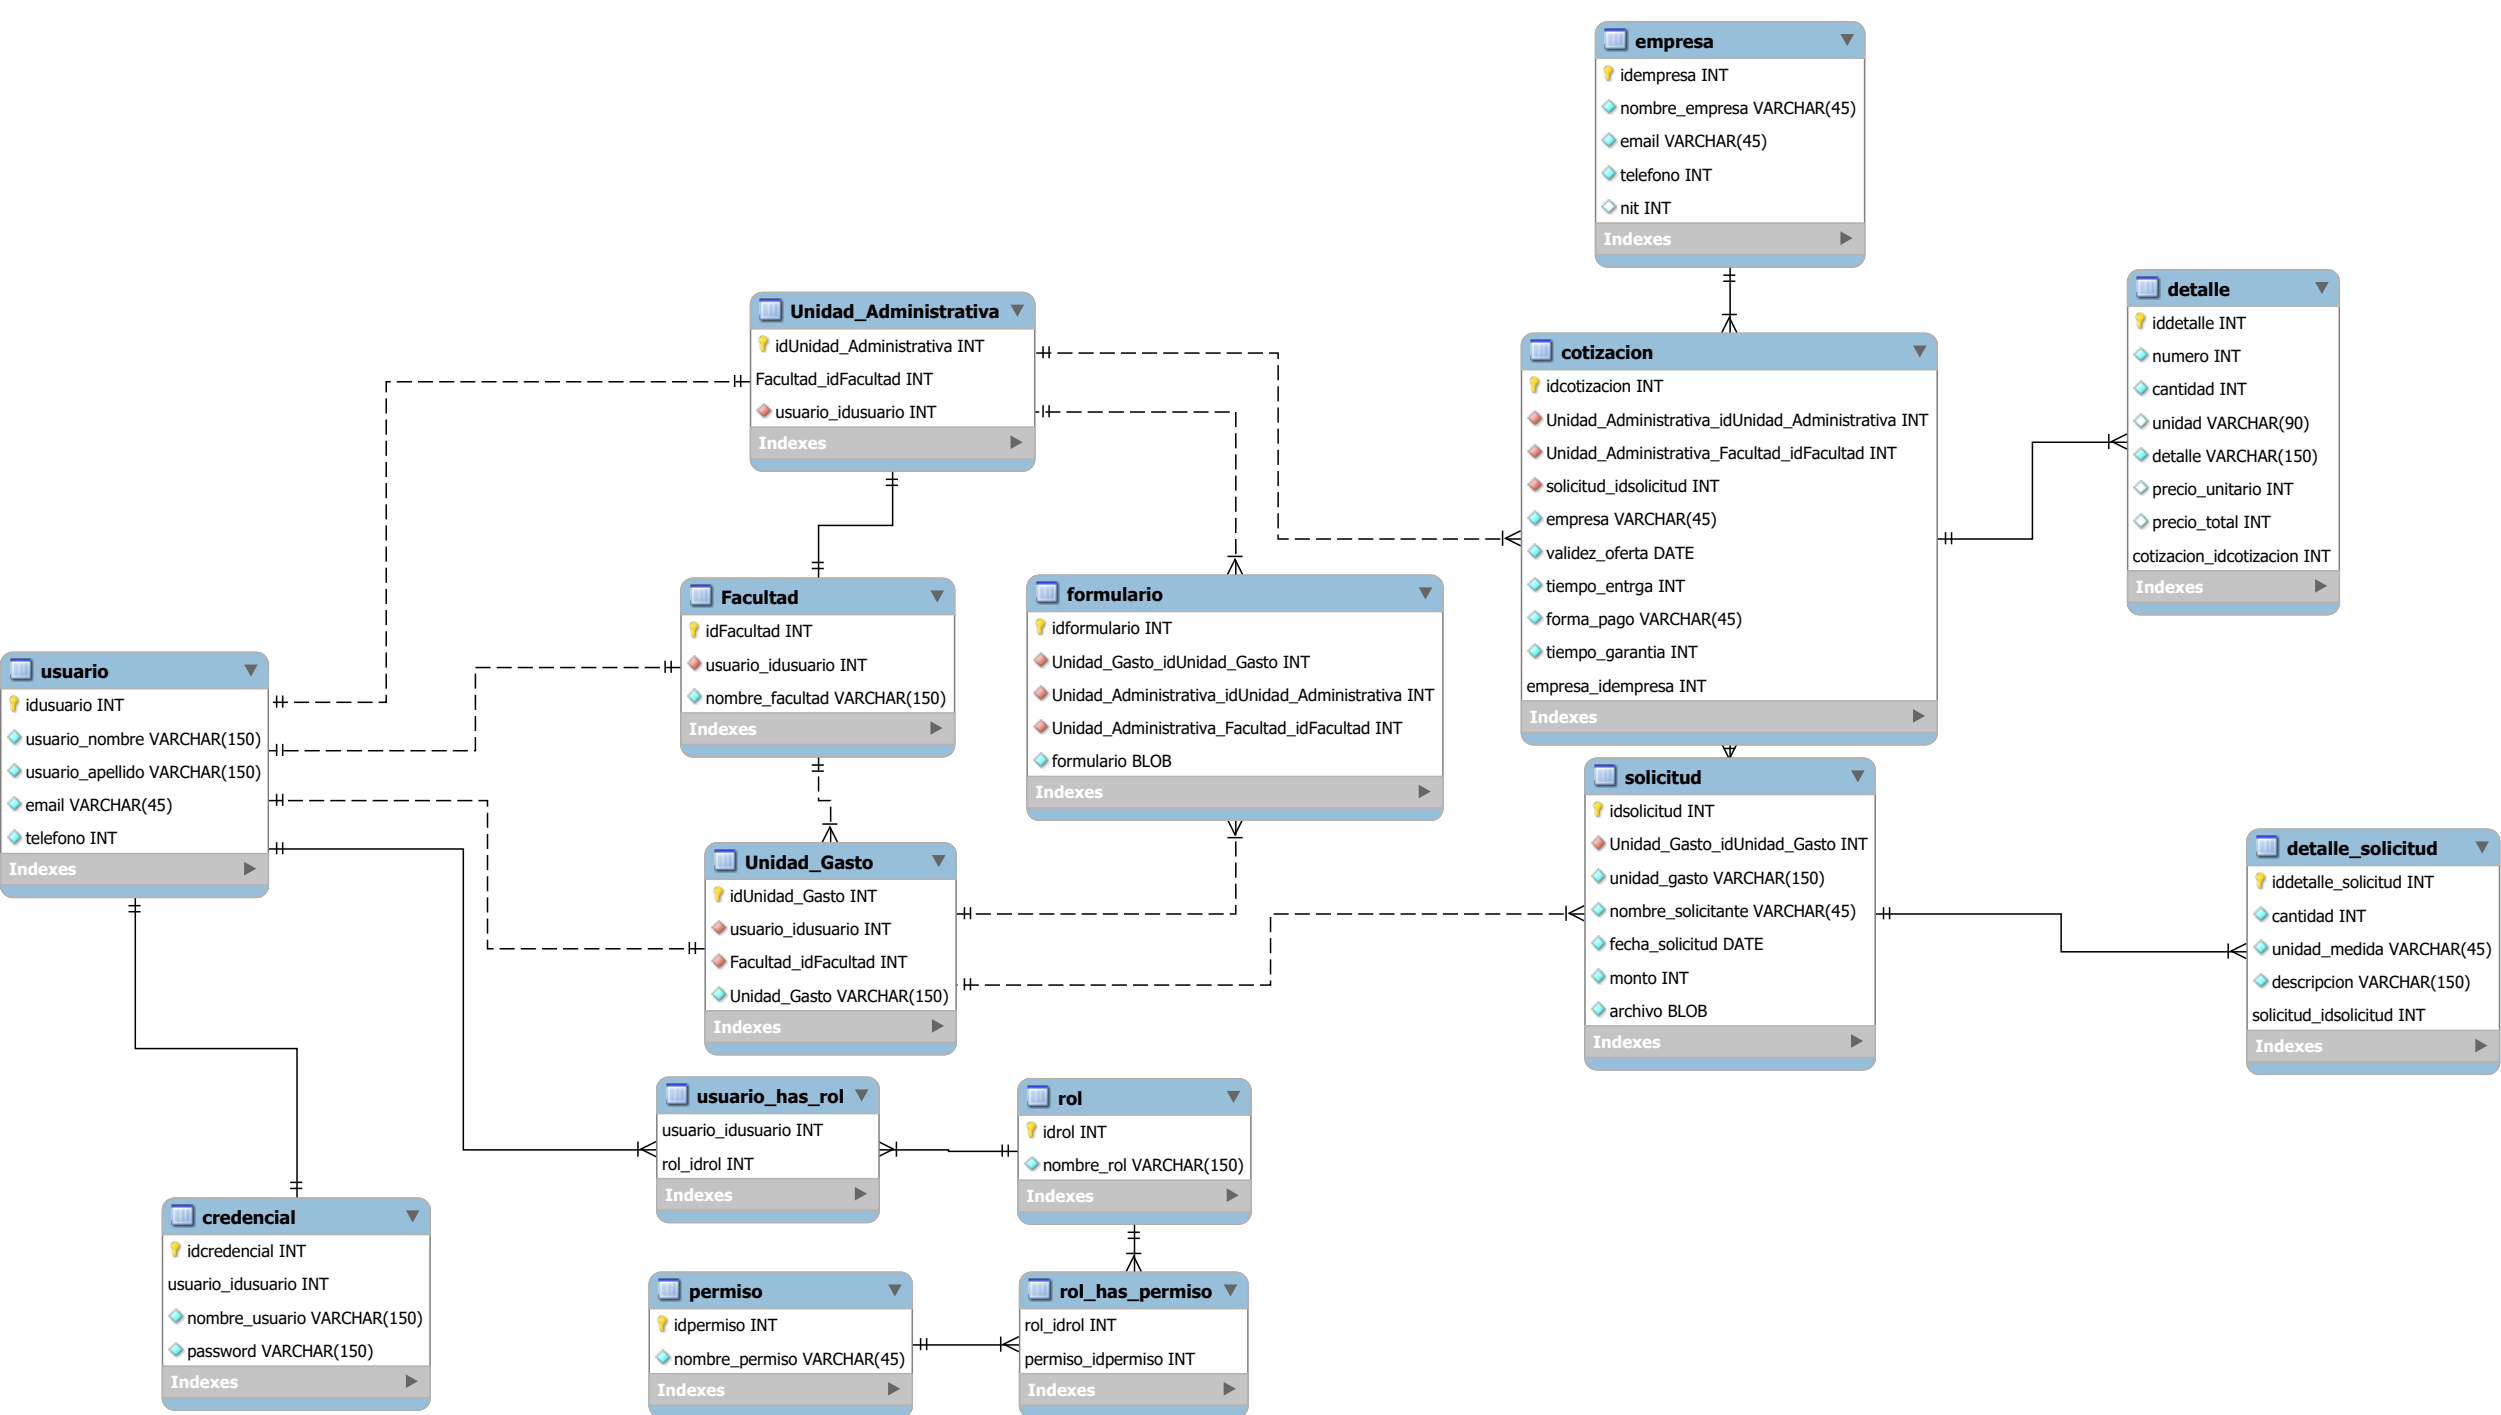 empresa
idempresa INT
nombre_empresa VARCHAR(45)
email VARCHAR(45)
telefono INT
nit INT
Indexes
detalle
iddetalle INT
numero INT
cantidad INT
unidad VARCHAR(90)
detalle VARCHAR(150)
precio_unitario INT
precio_total INT
cotizacion_idcotizacion INT
Indexes
Unidad_Administrativa
idUnidad_Administrativa INT
Facultad_idFacultad INT
usuario_idusuario INT
Indexes
cotizacion
idcotizacion INT
Unidad_Administrativa_idUnidad_Administrativa INT
Unidad_Administrativa_Facultad_idFacultad INT
solicitud_idsolicitud INT
empresa VARCHAR(45)
validez_oferta DATE
tiempo_entrga INT
forma_pago VARCHAR(45)
tiempo_garantia INT
empresa_idempresa INT
Indexes
Facultad
idFacultad INT
usuario_idusuario INT
nombre_facultad VARCHAR(150)
Indexes
formulario
idformulario INT
Unidad_Gasto_idUnidad_Gasto INT
Unidad_Administrativa_idUnidad_Administrativa INT
Unidad_Administrativa_Facultad_idFacultad INT
formulario BLOB
Indexes
usuario
idusuario INT
usuario_nombre VARCHAR(150)
usuario_apellido VARCHAR(150)
email VARCHAR(45)
telefono INT
Indexes
solicitud
idsolicitud INT
Unidad_Gasto_idUnidad_Gasto INT
unidad_gasto VARCHAR(150)
nombre_solicitante VARCHAR(45)
fecha_solicitud DATE
monto INT
archivo BLOB
Indexes
detalle_solicitud
iddetalle_solicitud INT
cantidad INT
unidad_medida VARCHAR(45)
descripcion VARCHAR(150)
solicitud_idsolicitud INT
Indexes
Unidad_Gasto
idUnidad_Gasto INT
usuario_idusuario INT
Facultad_idFacultad INT
Unidad_Gasto VARCHAR(150)
Indexes
usuario_has_rol
usuario_idusuario INT
rol_idrol INT
Indexes
rol
idrol INT
nombre_rol VARCHAR(150)
Indexes
credencial
idcredencial INT
usuario_idusuario INT
nombre_usuario VARCHAR(150)
password VARCHAR(150)
Indexes
permiso
idpermiso INT
nombre_permiso VARCHAR(45)
Indexes
rol_has_permiso
rol_idrol INT
permiso_idpermiso INT
Indexes